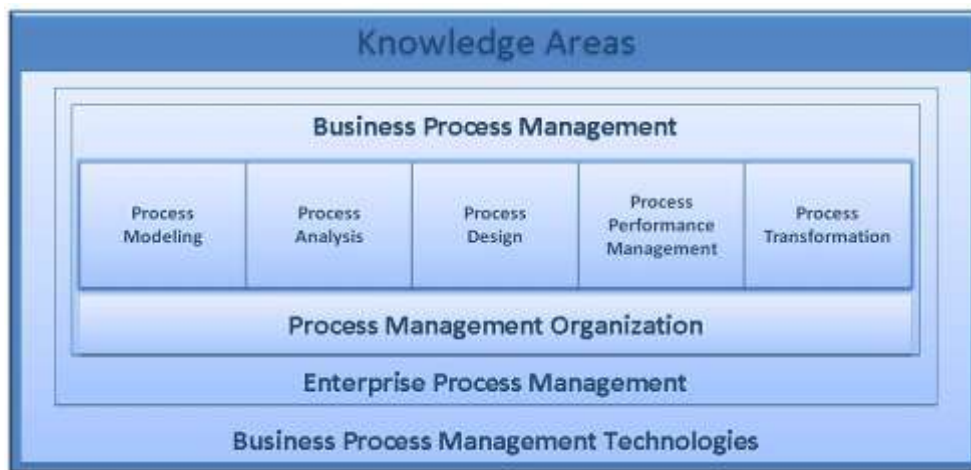 Knowledge Areas
Business Process Management
Process
Modeling
Process
Analysis
Process
Design
Process
Performance
Management
Process
Transformation
Process Management Organization
Enterprise Process Management
Business Process Management Technologies